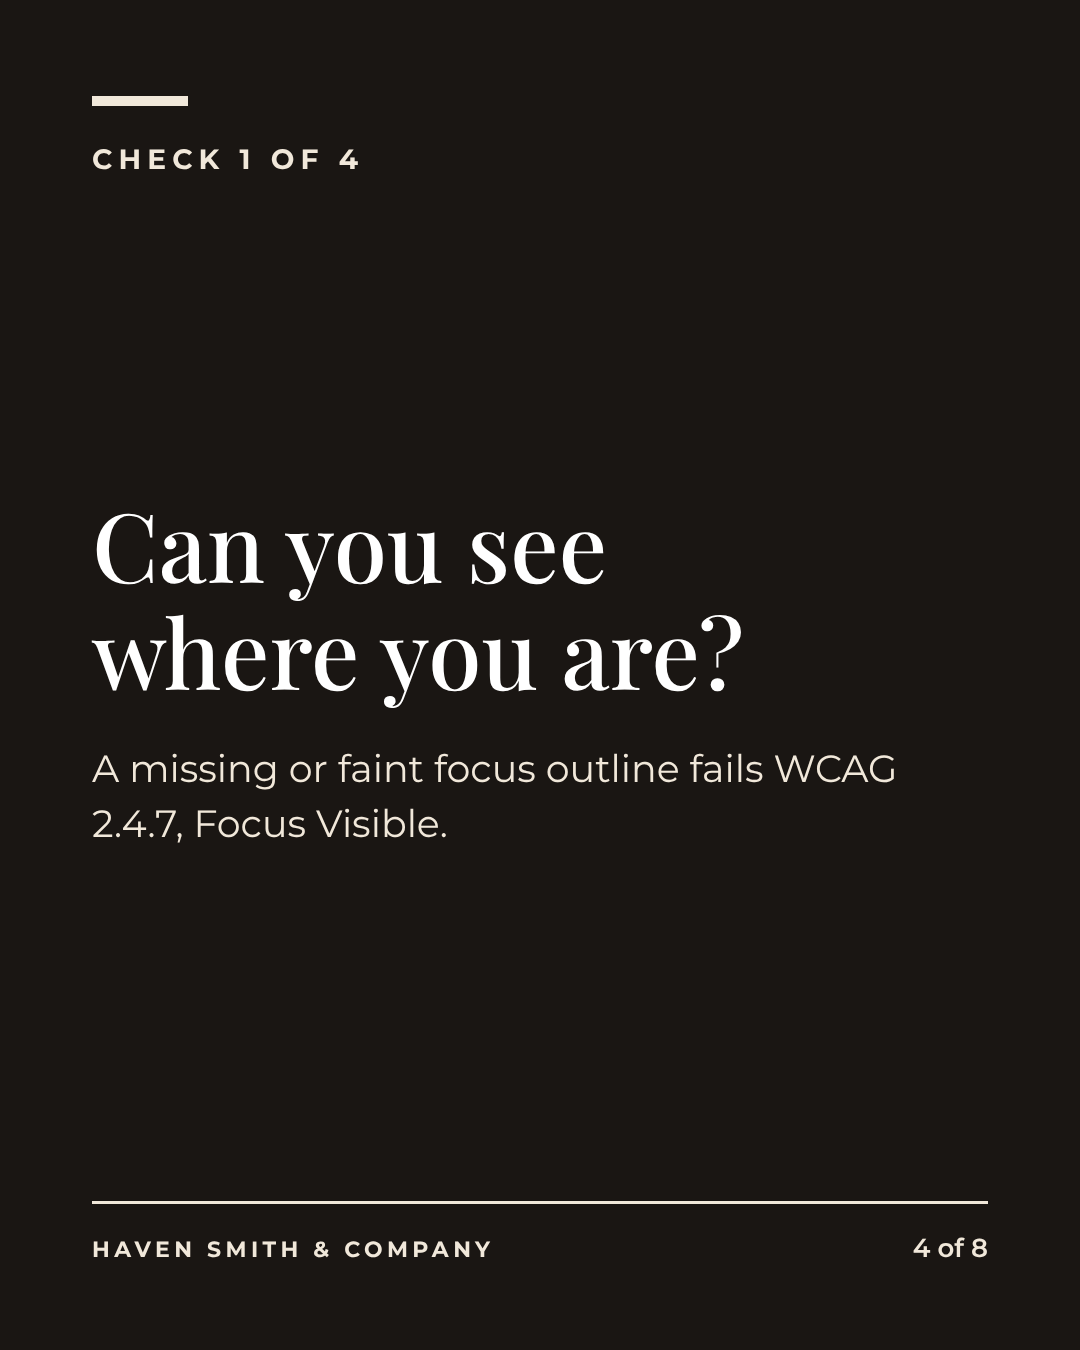 CHECK 1 OF 4
Can you see
where you are?
A missing or faint focus outline fails WCAG
2.4.7, Focus Visible.
HAVEN SMITH & COMPANY
4 of 8